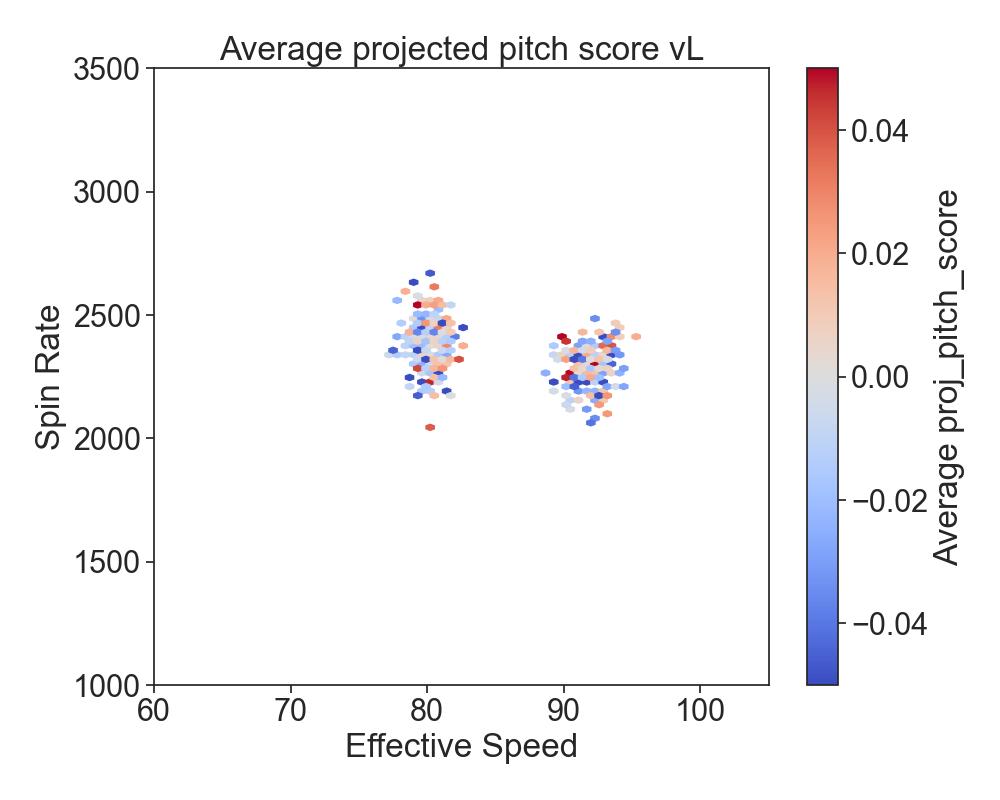 Average projected pitch score vL
3500
3000
2500
2000
1500
1000
Spin Rate
60 70 80 90 100
Effective Speed
0.04
0.02
0.00
−0.02
−0.04
Average proj_pitch_score